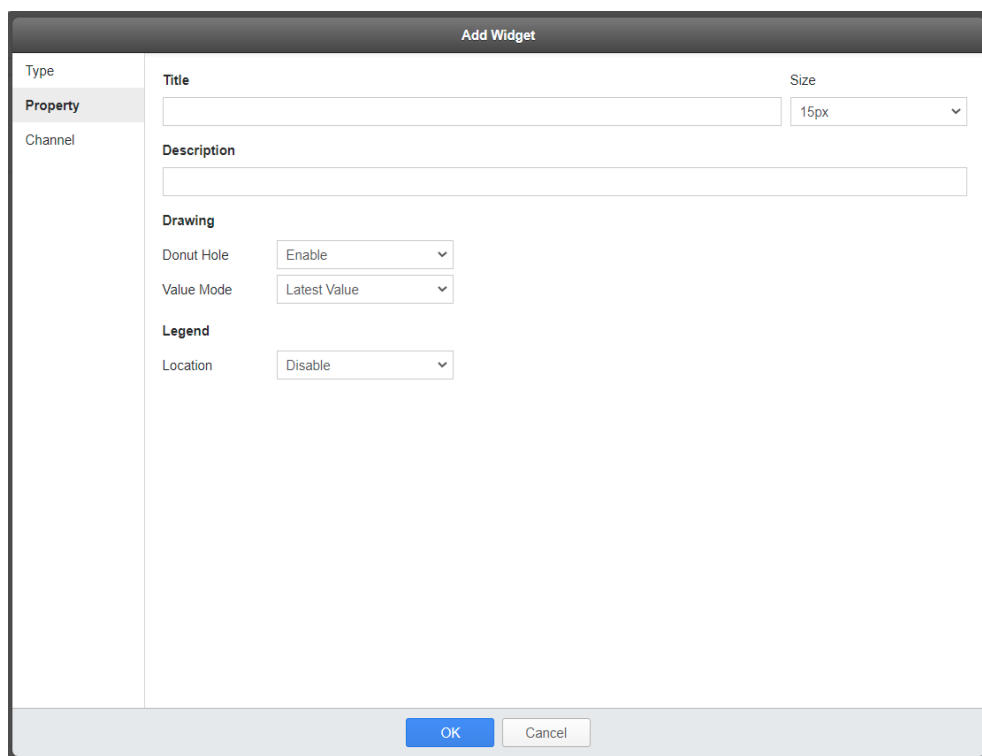 Add Widget
Type
Property
Channel
Title
Size
15px
Description
Drawing
Donut Hole Enable
Value Mode Latest Value
Legend
Location Disable
OK Cancel